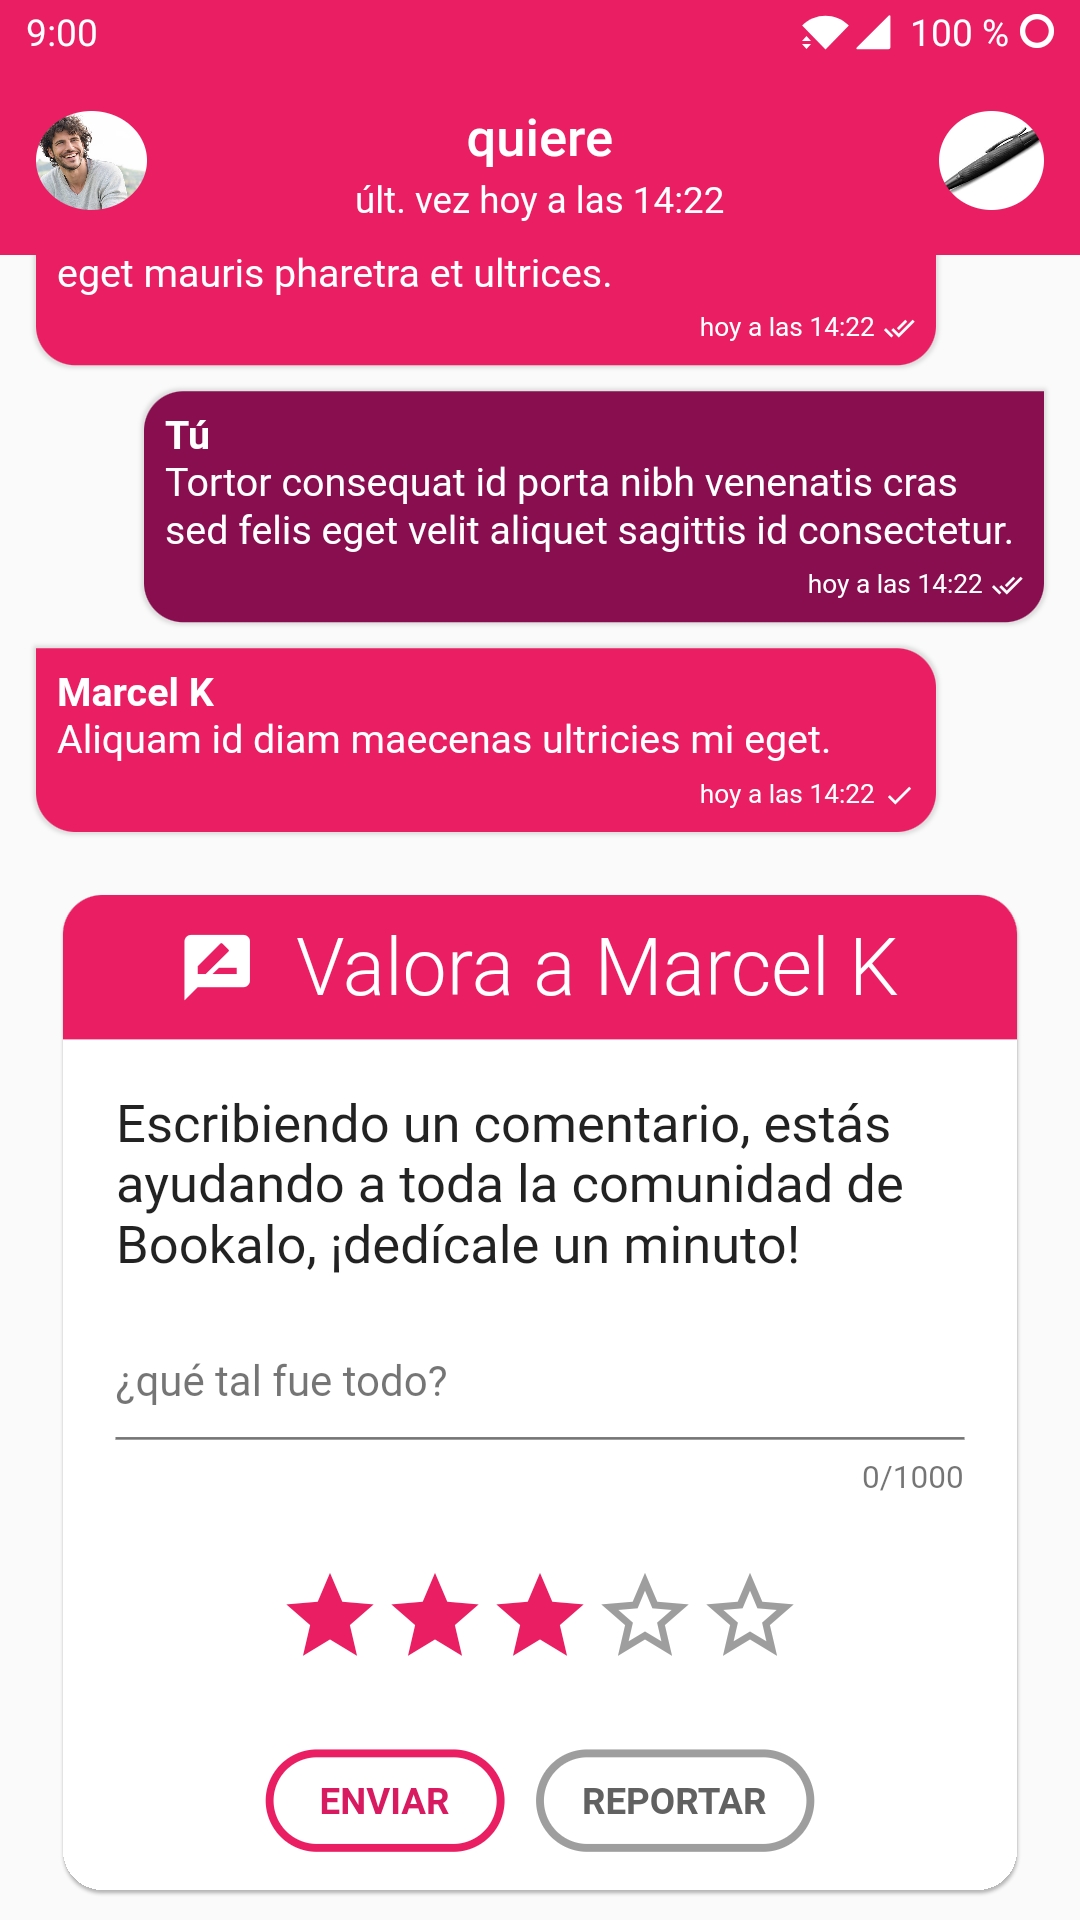 9:00
100 %
quiere
últ. vez hoy a las 14:22
eget mauris pharetra et ultrices.
hoy a las 14:22
Tú
Tortor consequat id porta nibh venenatis cras
sed felis eget velit aliquet sagittis id consectetur.
hoy a las 14:22
Marcel K
Aliquam id diam maecenas ultricies mi eget.
hoy a las 14:22
Valora a Marcel K
Escribiendo un comentario, estás
ayudando a toda la comunidad de
Bookalo, ¡dedícale un minuto!
¿qué tal fue todo?
0/1000
ENVIAR
REPORTAR